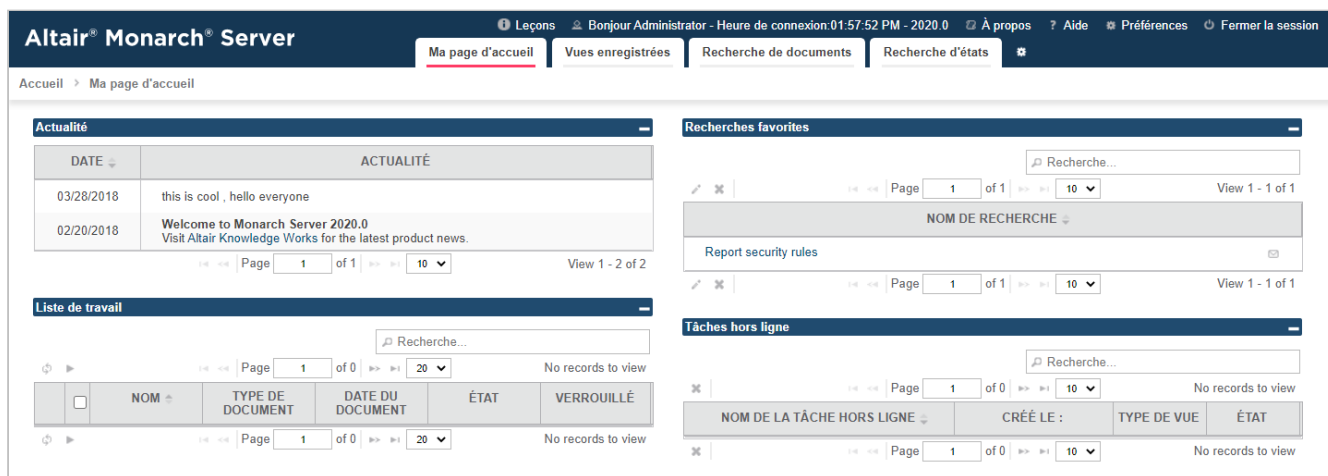 Altair® Monarch® Server
Leçons Bonjour Administrator - Heure de connexion:01:57:52 PM - 2020.0 À propos ? Aide Préférences Fermer la session
Ma page d'accueil Vues enregistrées Recherche de documents Recherche d'états
Accueil > Ma page d'accueil
Actualité
DATE ACTUALITÉ
03/28/2018 this is cool , hello everyone
02/20/2018 Welcome to Monarch Server 2020.0
Visit Altair Knowledge Works for the latest product news.
Page 1 of 1 10 View 1 - 2 of 2
Liste de travail
Recherche...
Page 1 of 0 20 No records to view
NOM TYPE DE DOCUMENT DATE DU DOCUMENT ÉTAT VERROUILLÉ
Page 1 of 0 20 No records to view
Recherches favorites
Recherche...
Page 1 of 1 10 View 1 - 1 of 1
NOM DE RECHERCHE
Report security rules
Page 1 of 1 10 View 1 - 1 of 1
Tâches hors ligne
Recherche...
Page 1 of 0 10 No records to view
NOM DE LA TÂCHE HORS LIGNE CRÉÉ LE : TYPE DE VUE ÉTAT
Page 1 of 0 10 No records to view